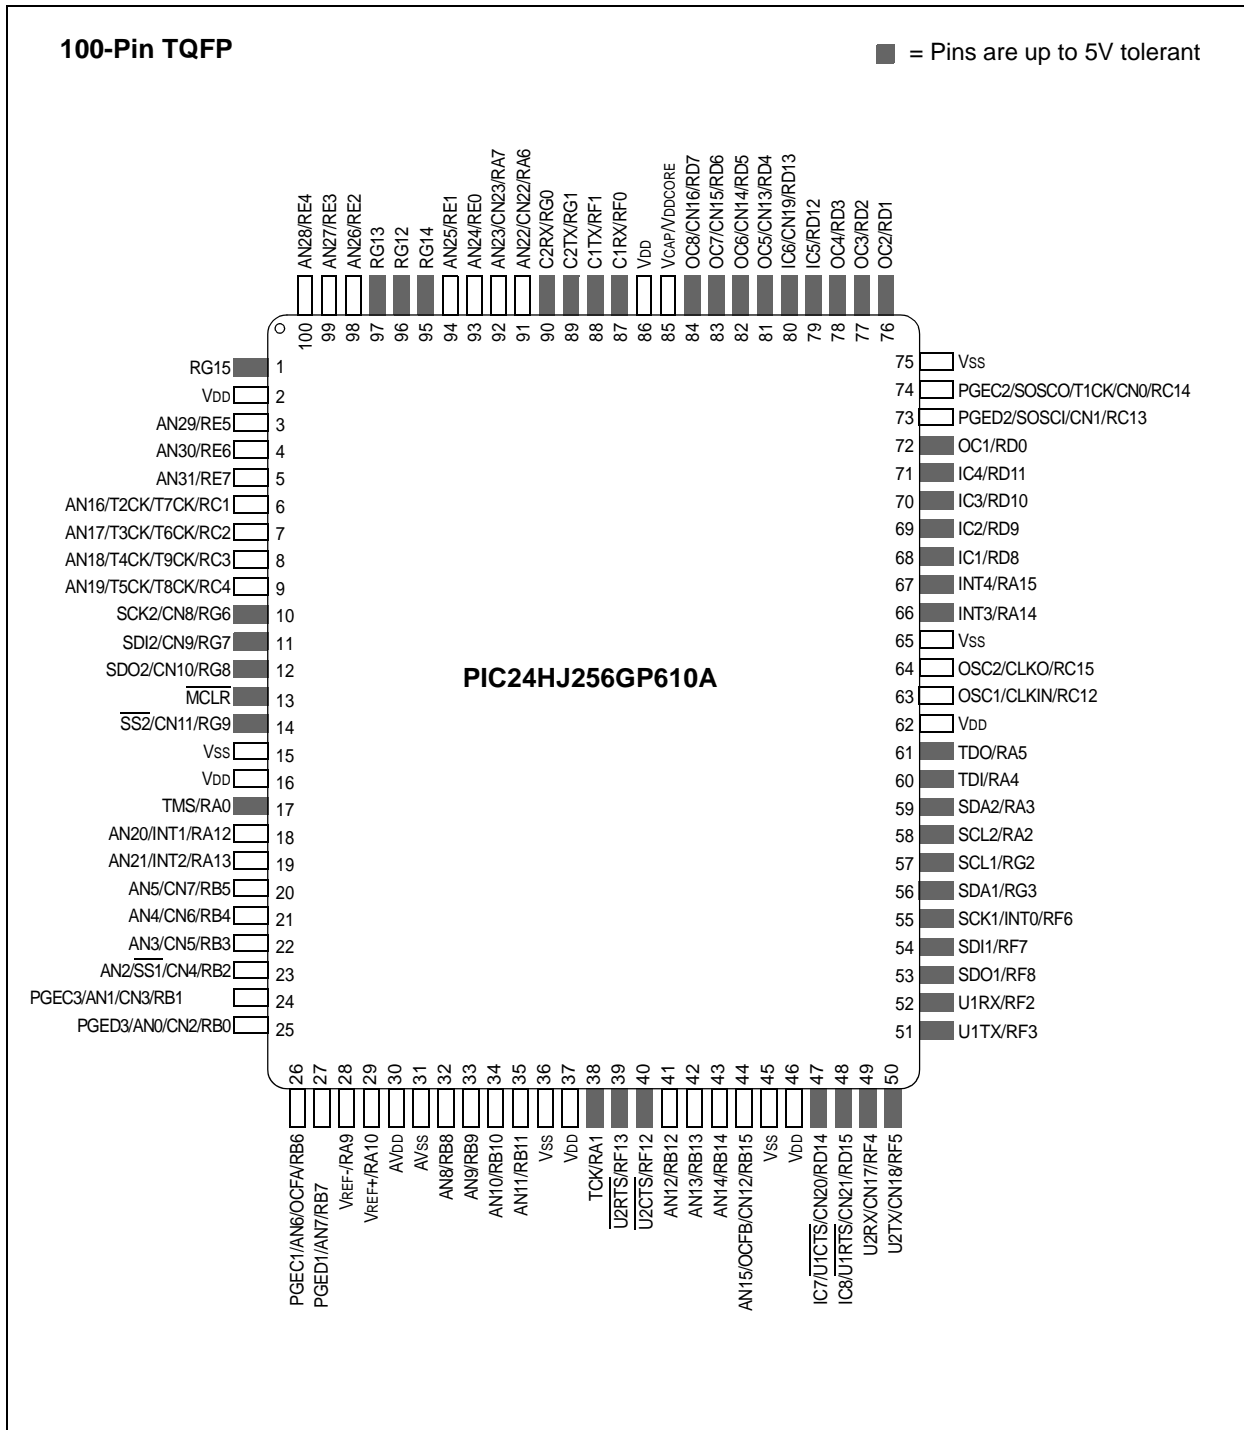 100-Pin TQFP
= Pins are up to 5V tolerant
AN28/RE4
AN27/RE3
AN26/RE2
RG13
RG12
RG14
AN25/RE1
AN24/RE0
AN23/CN23/RA7
AN22/CN22/RA6
C2RX/RG0
C2TX/RG1
C1TX/RF1
C1RX/RF0
VDD
VCAP/VDDCORE
OC8/CN16/RD7
OC7/CN15/RD6
OC6/CN14/RD5
OC5/CN13/RD4
IC6/CN19/RD13
IC5/RD12
OC4/RD3
OC3/RD2
OC2/RD1
100
99
98
97
96
95
94
93
92
91
90
89
88
87
86
85
84
83
82
81
80
79
78
77
76
RG15 1
VDD 2
AN29/RE5 3
AN30/RE6 4
AN31/RE7 5
AN16/T2CK/T7CK/RC1 6
AN17/T3CK/T6CK/RC2 7
AN18/T4CK/T9CK/RC3 8
AN19/T5CK/T8CK/RC4 9
SCK2/CN8/RG6 10
SDI2/CN9/RG7 11
SDO2/CN10/RG8 12
MCLR 13
SS2/CN11/RG9 14
VSS 15
VDD 16
TMS/RA0 17
AN20/INT1/RA12 18
AN21/INT2/RA13 19
AN5/CN7/RB5 20
AN4/CN6/RB4 21
AN3/CN5/RB3 22
AN2/SS1/CN4/RB2 23
PGEC3/AN1/CN3/RB1 24
PGED3/AN0/CN2/RB0 25
PIC24HJ256GP610A
75 VSS
74 PGEC2/SOSCO/T1CK/CN0/RC14
73 PGED2/SOSCI/CN1/RC13
72 OC1/RD0
71 IC4/RD11
70 IC3/RD10
69 IC2/RD9
68 IC1/RD8
67 INT4/RA15
66 INT3/RA14
65 VSS
64 OSC2/CLKO/RC15
63 OSC1/CLKIN/RC12
62 VDD
61 TDO/RA5
60 TDI/RA4
59 SDA2/RA3
58 SCL2/RA2
57 SCL1/RG2
56 SDA1/RG3
55 SCK1/INT0/RF6
54 SDI1/RF7
53 SDO1/RF8
52 U1RX/RF2
51 U1TX/RF3
26
27
28
29
30
31
32
33
34
35
36
37
38
39
40
41
42
43
44
45
46
47
48
49
50
PGEC1/AN6/OCFA/RB6
PGED1/AN7/RB7
VREF-/RA9
VREF+/RA10
AVDD
AVSS
AN8/RB8
AN9/RB9
AN10/RB10
AN11/RB11
VSS
VDD
TCK/RA1
U2RTS/RF13
U2CTS/RF12
AN12/RB12
AN13/RB13
AN14/RB14
AN15/OCFB/CN12/RB15
VSS
VDD
IC7/U1CTS/CN20/RD14
IC8/U1RTS/CN21/RD15
U2RX/CN17/RF4
U2TX/CN18/RF5